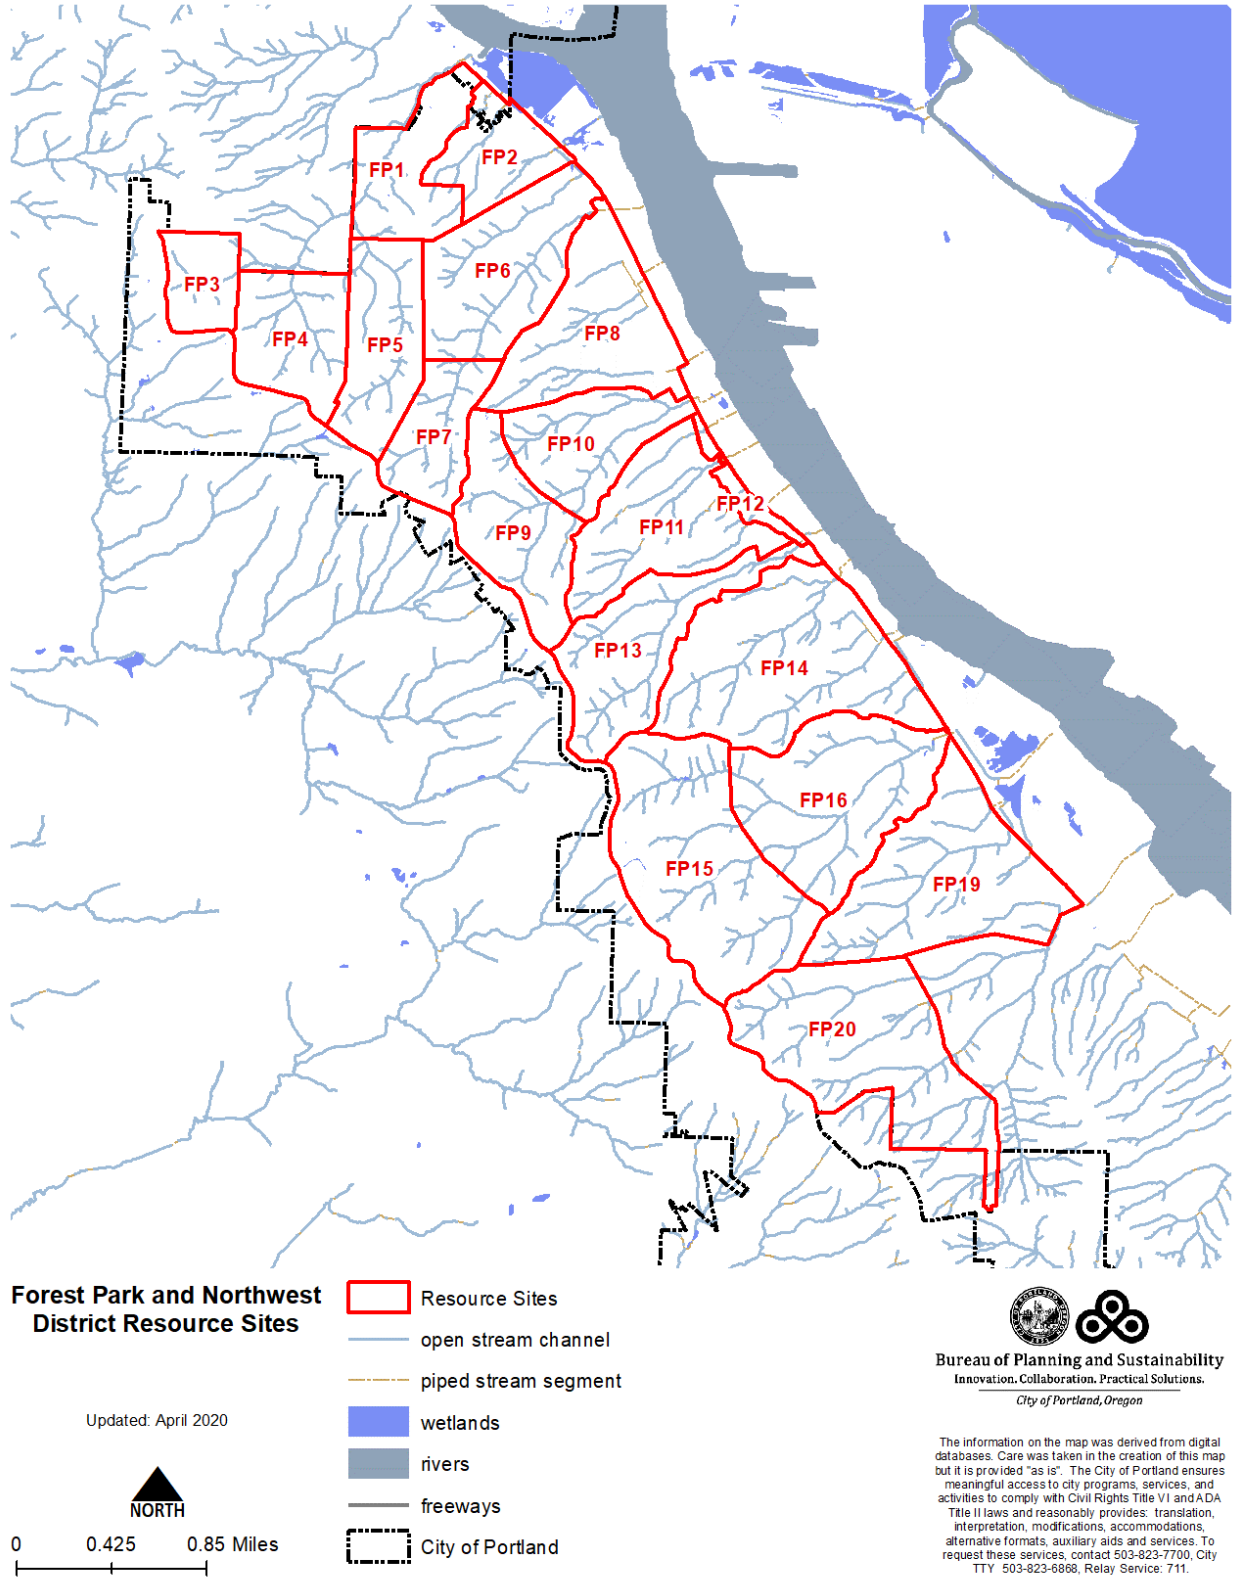 FP1
FP2
FP3
FP4
FP5
FP6
FP7
FP8
FP9
FP10
FP11
FP12
FP13
FP14
FP15
FP16
FP19
FP20
Forest Park and Northwest
District Resource Sites
Updated: April 2020
NORTH
0 0.425 0.85 Miles
Resource Sites
open stream channel
piped stream segment
wetlands
rivers
freeways
City of Portland
Bureau of Planning and Sustainability
Innovation. Collaboration. Practical Solutions.
City of Portland, Oregon
The information on the map was derived from digital
databases. Care was taken in the creation of this map
but it is provided "as is". The City of Portland ensures
meaningful access to city programs, services, and
activities to comply with Civil Rights Title VI and ADA
Title II laws and reasonably provides: translation,
interpretation, modifications, accommodations,
alternative formats, auxiliary aids and services. To
request these services, contact 503-823-7700, City
TTY 503-823-6868, Relay Service: 711.